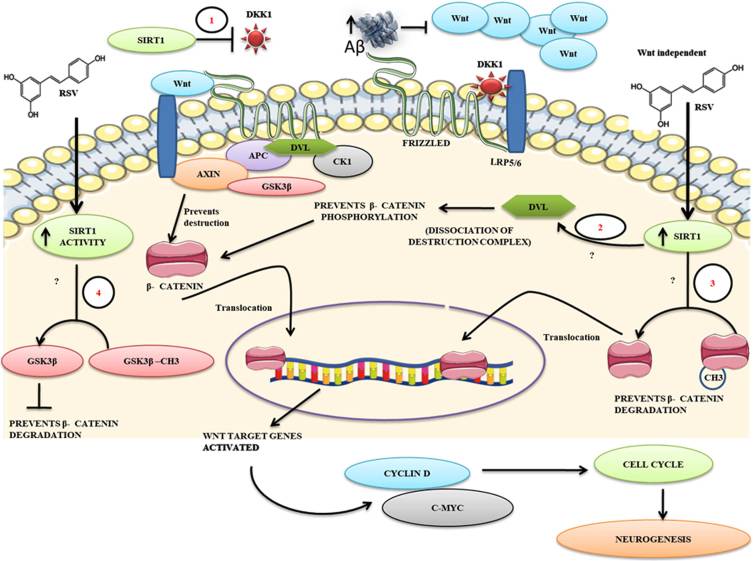 1
SIRT1
DKK1
Aβ
Wnt
Wnt
Wnt
Wnt
Wnt independent
HO
OH
OH
RSV
Wnt
DKK1
HO
OH
OH
RSV
FRIZZLED
LRP5/6
APC
DVL
CK1
AXIN
GSK3β
Prevents
destruction
PREVENTS β- CATENIN
PHOSPHORYLATION
DVL
(DISSOCIATION OF
DESTRUCTION COMPLEX)
2
?
SIRT1
SIRT1
ACTIVITY
?
4
β- CATENIN
Translocation
?
3
Translocation
CH3
GSK3β
GSK3β –CH3
PREVENTS β- CATENIN
DEGRADATION
PREVENTS β- CATENIN
DEGRADATION
WNT TARGET GENES
ACTIVATED
CYCLIN D
C-MYC
CELL CYCLE
NEUROGENESIS